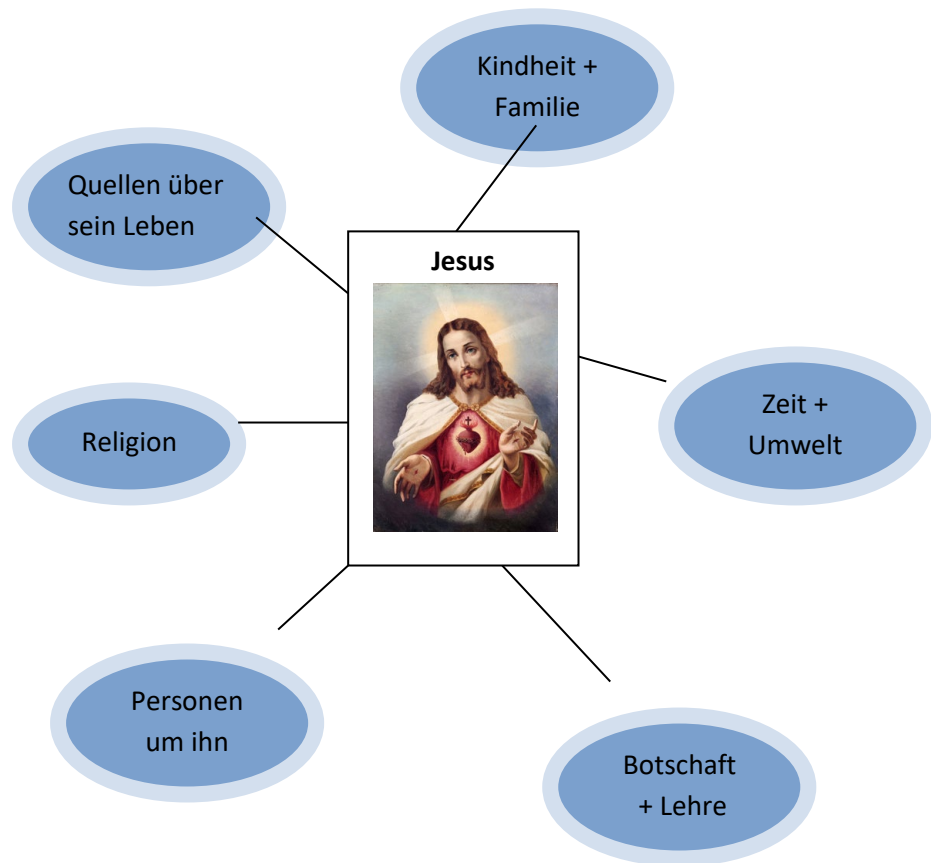 Kindheit +
Familie
Quellen über
sein Leben
Jesus
Zeit +
Umwelt
Religion
Personen
um ihn
Botschaft
+ Lehre